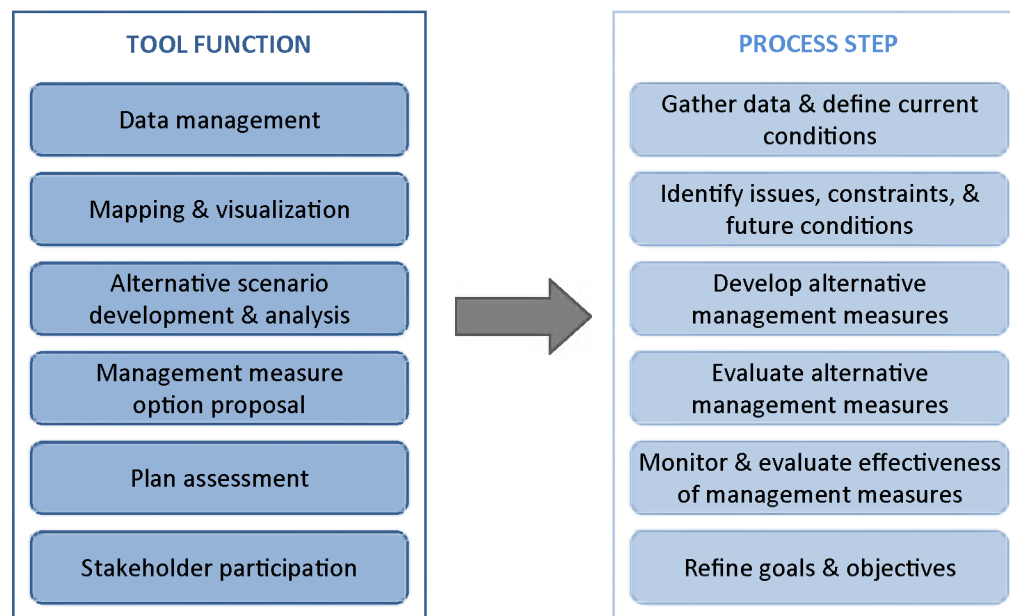 TOOL FUNCTION
Data management
Mapping & visualization
Alternative scenario
development & analysis
Management measure
option proposal
Plan assessment
Stakeholder participation
PROCESS STEP
Gather data & define current
conditions
Identify issues, constraints, &
future conditions
Develop alternative
management measures
Evaluate alternative
management measures
Monitor & evaluate effectiveness
of management measures
Refine goals & objectives